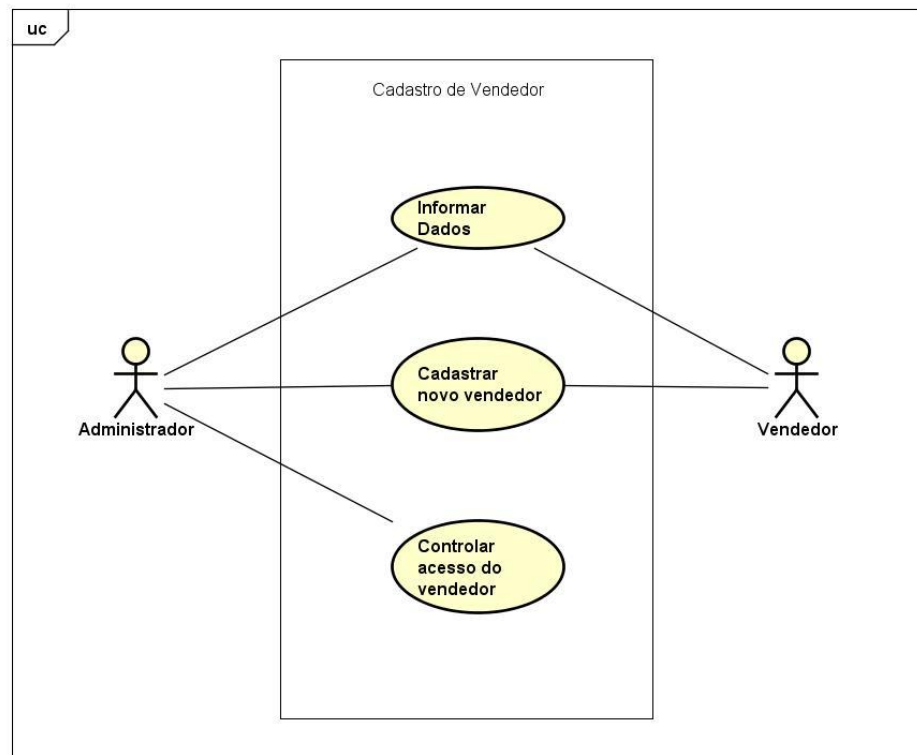 uc
Cadastro de Vendedor
Informar
Dados
Cadastrar
novo vendedor
Administrador
Vendedor
Controlar
acesso do
vendedor